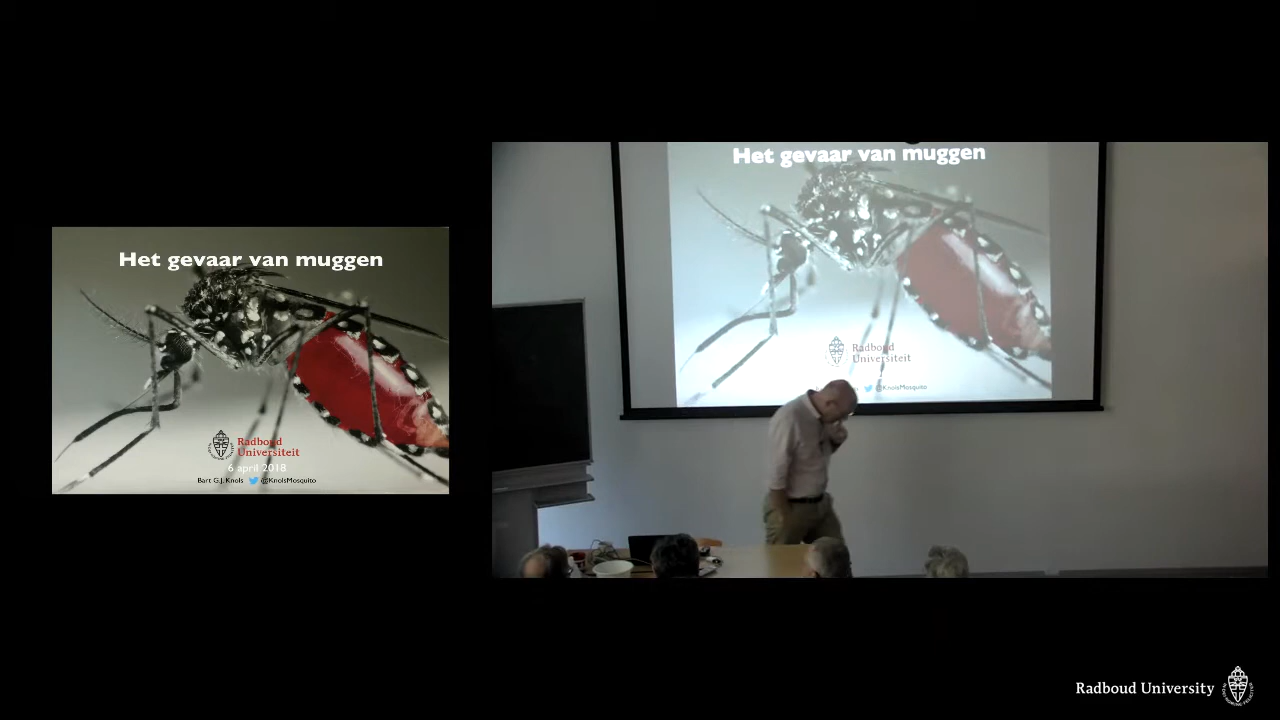 Het gevaar van muggen
Radboud
Universiteit
6 april 2018
Bart G.J. Knols @KnolsMosquito
Het gevaar van muggen
Radboud
Universiteit
@KnolsMosquito
Radboud University